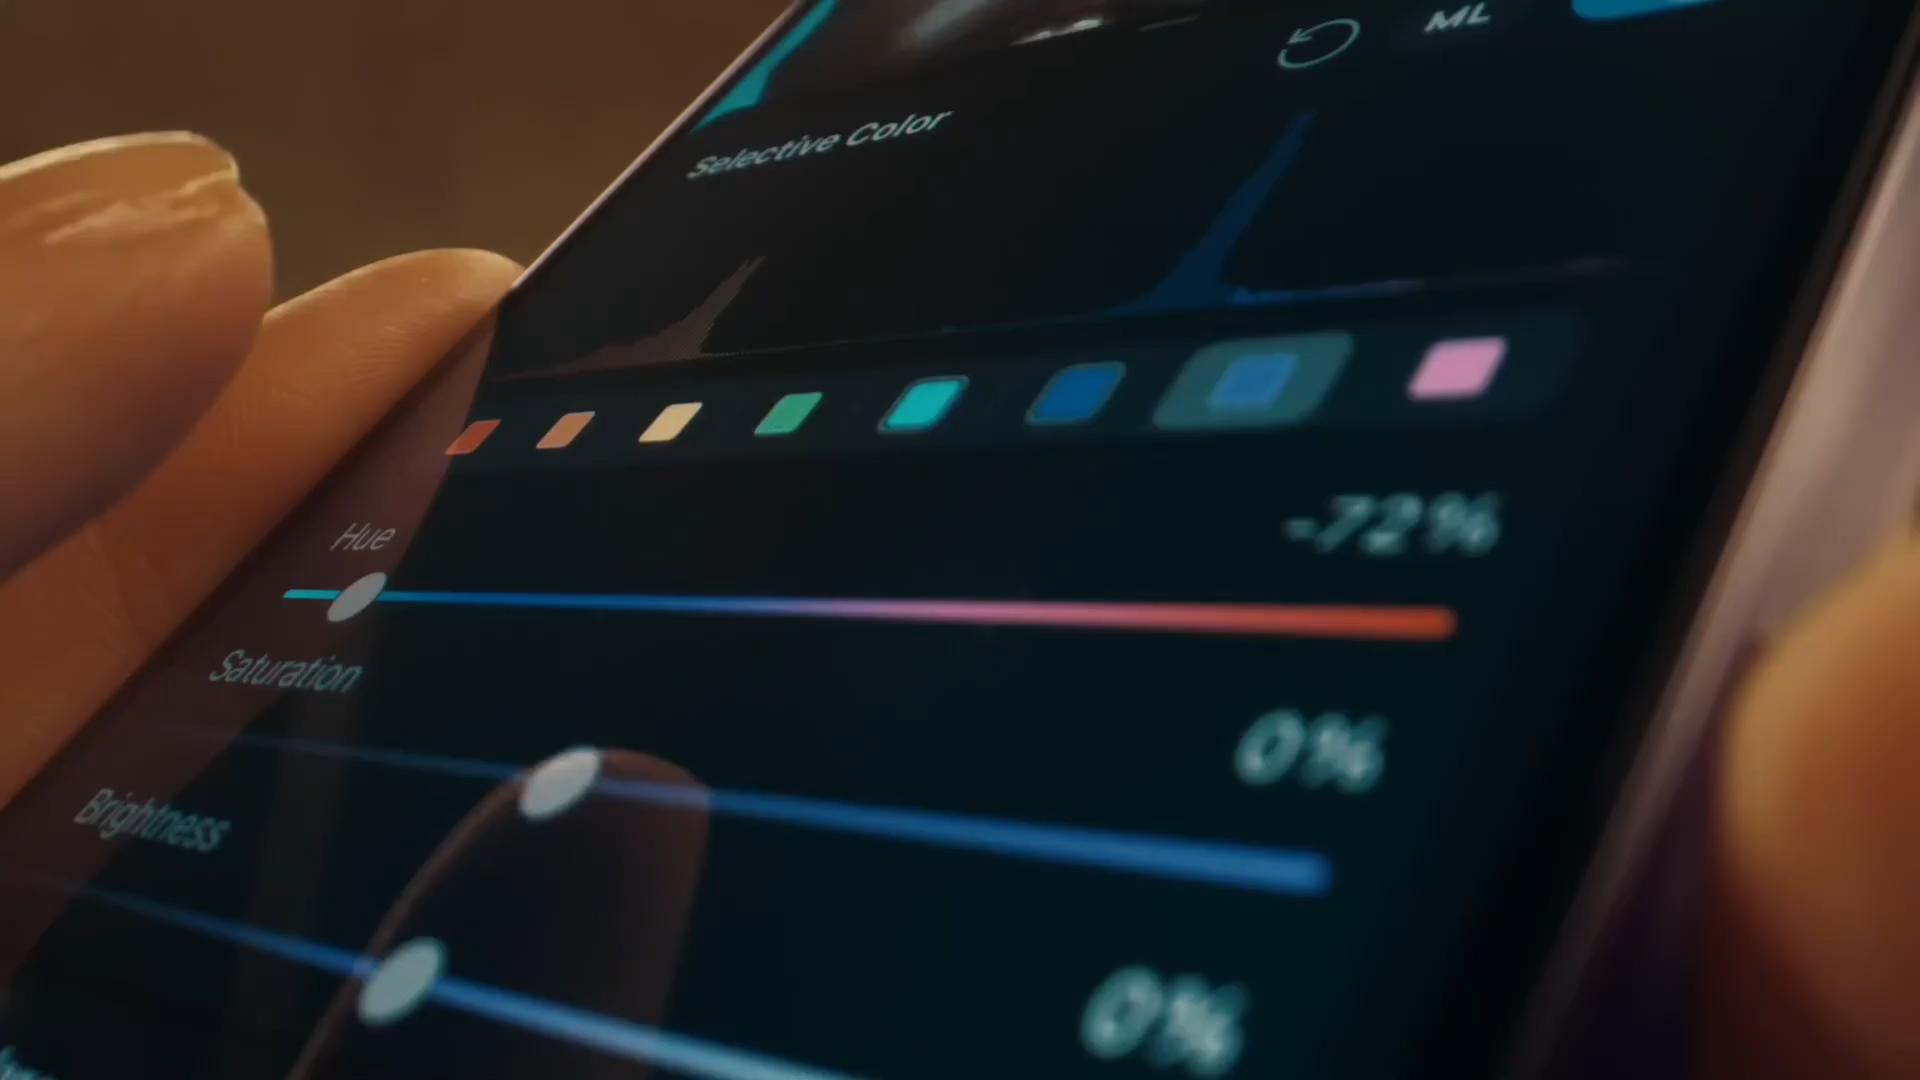 ML
Selective Color
Hue
-72%
Saturation
0%
Brightness
0%